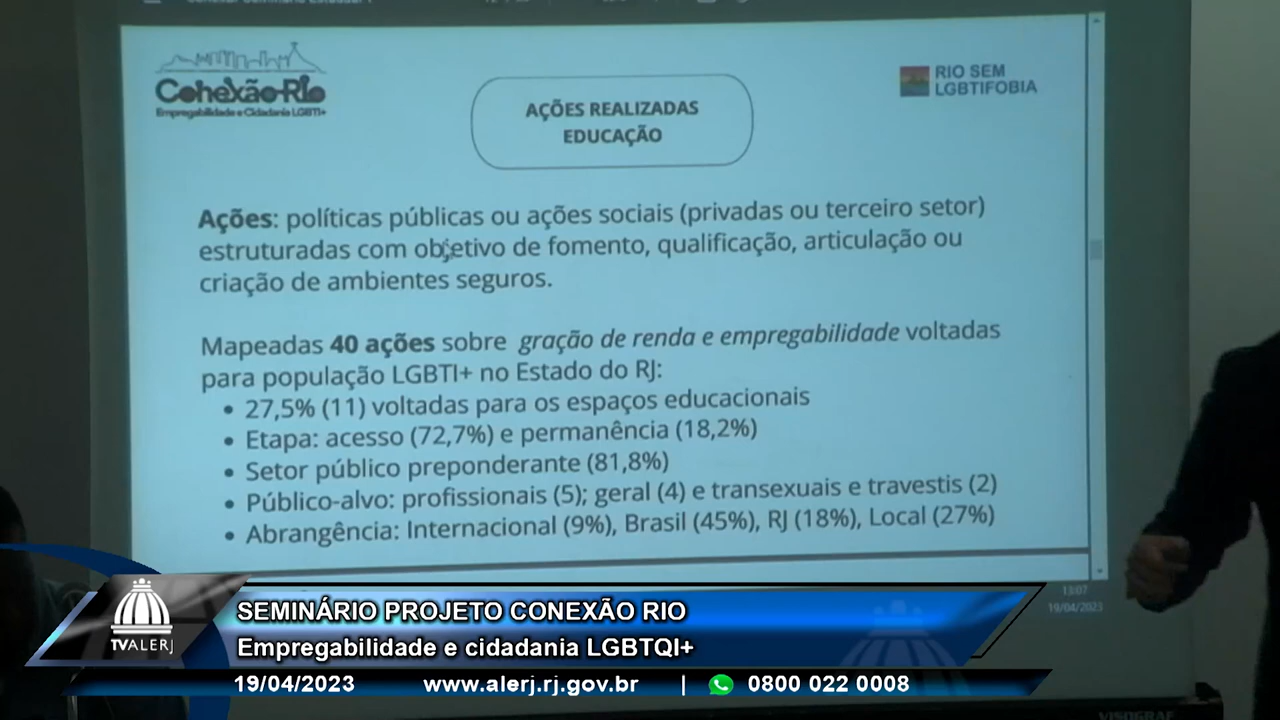 Conexão Rio
Empregabilidade e Cidadania LGBTI+
AÇÕES REALIZADAS
EDUCAÇÃO
RIO SEM
LGBTIFOBIA
Ações: políticas públicas ou ações sociais (privadas ou terceiro setor)
estruturadas com objetivo de fomento, qualificação, articulação ou
criação de ambientes seguros.
Mapeadas 40 ações sobre gração de renda e empregabilidade voltadas
para população LGBTI+ no Estado do RJ:
• 27,5% (11) voltadas para os espaços educacionais
• Etapa: acesso (72,7%) e permanência (18,2%)
• Setor público preponderante (81,8%)
• Público-alvo: profissionais (5); geral (4) e transexuais e travestis (2)
• Abrangência: Internacional (9%), Brasil (45%), RJ (18%), Local (27%)
13:07
19/04/2023
SEMINÁRIO PROJETO CONEXÃO RIO
TVALERJ
Empregabilidade e cidadania LGBTQI+
19/04/2023 www.alerj.rj.gov.br | 0800 022 0008